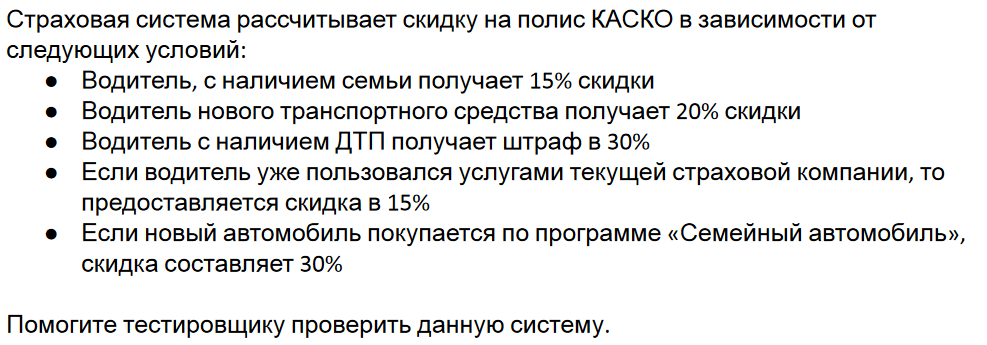 Страховая система рассчитывает скидку на полис КАСКО в зависимости от
следующих условий:
● Водитель, с наличием семьи получает 15% скидки
● Водитель нового транспортного средства получает 20% скидки
● Водитель с наличием ДТП получает штраф в 30%
● Если водитель уже пользовался услугами текущей страховой компании, то
предоставляется скидка в 15%
● Если новый автомобиль покупается по программе «Семейный автомобиль»,
скидка составляет 30%
Помогите тестировщику проверить данную систему.